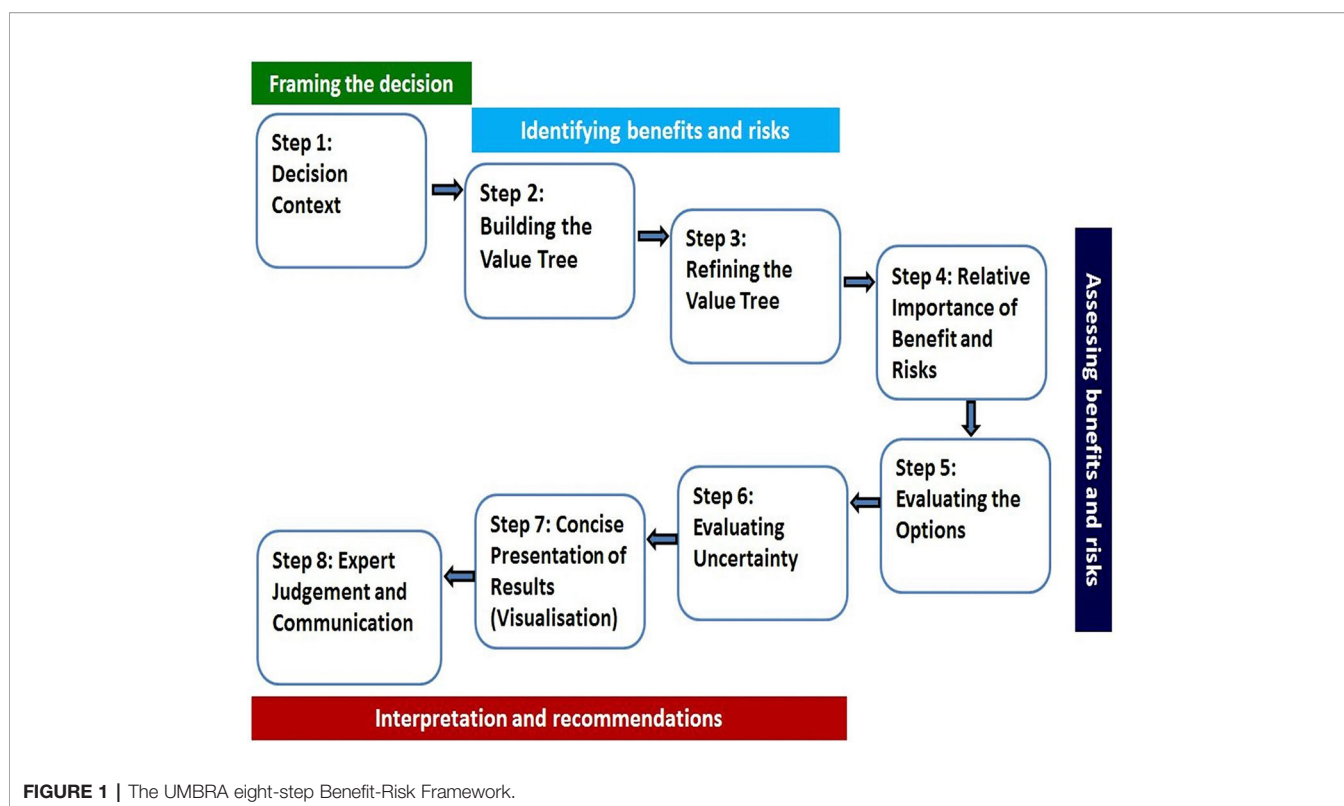 Framing the decision
Identifying benefits and risks
Step 1:
Decision
Context
Step 2:
Building the
Value Tree
Step 3:
Refining the
Value Tree
Step 4: Relative
Importance of
Benefit and
Risks
Assessing benefits and risks
Step 5:
Evaluating the
Options
Step 6:
Evaluating
Uncertainty
Step 7: Concise
Presentation of
Results
(Visualisation)
Step 8: Expert
Judgement and
Communication
Interpretation and recommendations
FIGURE 1 | The UMBRA eight-step Benefit-Risk Framework.